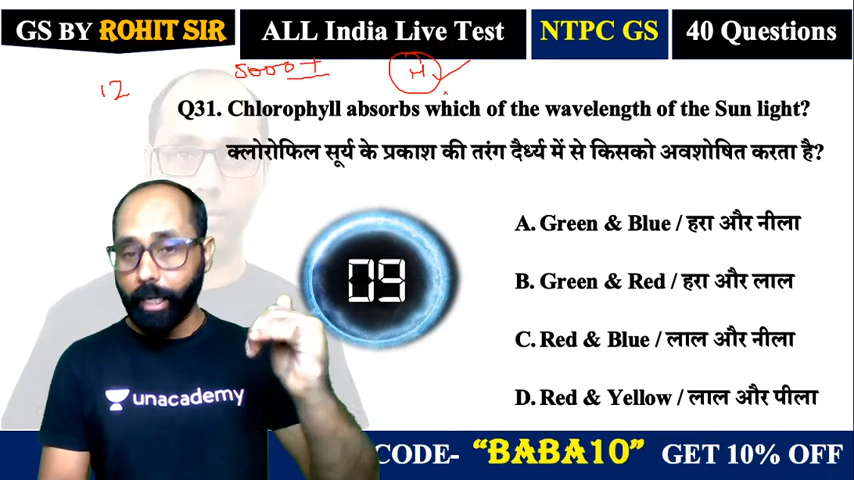 GS BY ROHIT SIR
ALL India Live Test
NTPC GS
40 Questions
12
5000+
H
Q31. Chlorophyll absorbs which of the wavelength of the Sun light?
क्लोरोफिल सूर्य के प्रकाश की तरंग दैर्ध्य में से किसको अवशोषित करता है?
09
A. Green & Blue / हरा और नीला
B. Green & Red / हरा और लाल
C. Red & Blue / लाल और नीला
D. Red & Yellow / लाल और पीला
unacademy
CODE- “BABA10” GET 10% OFF